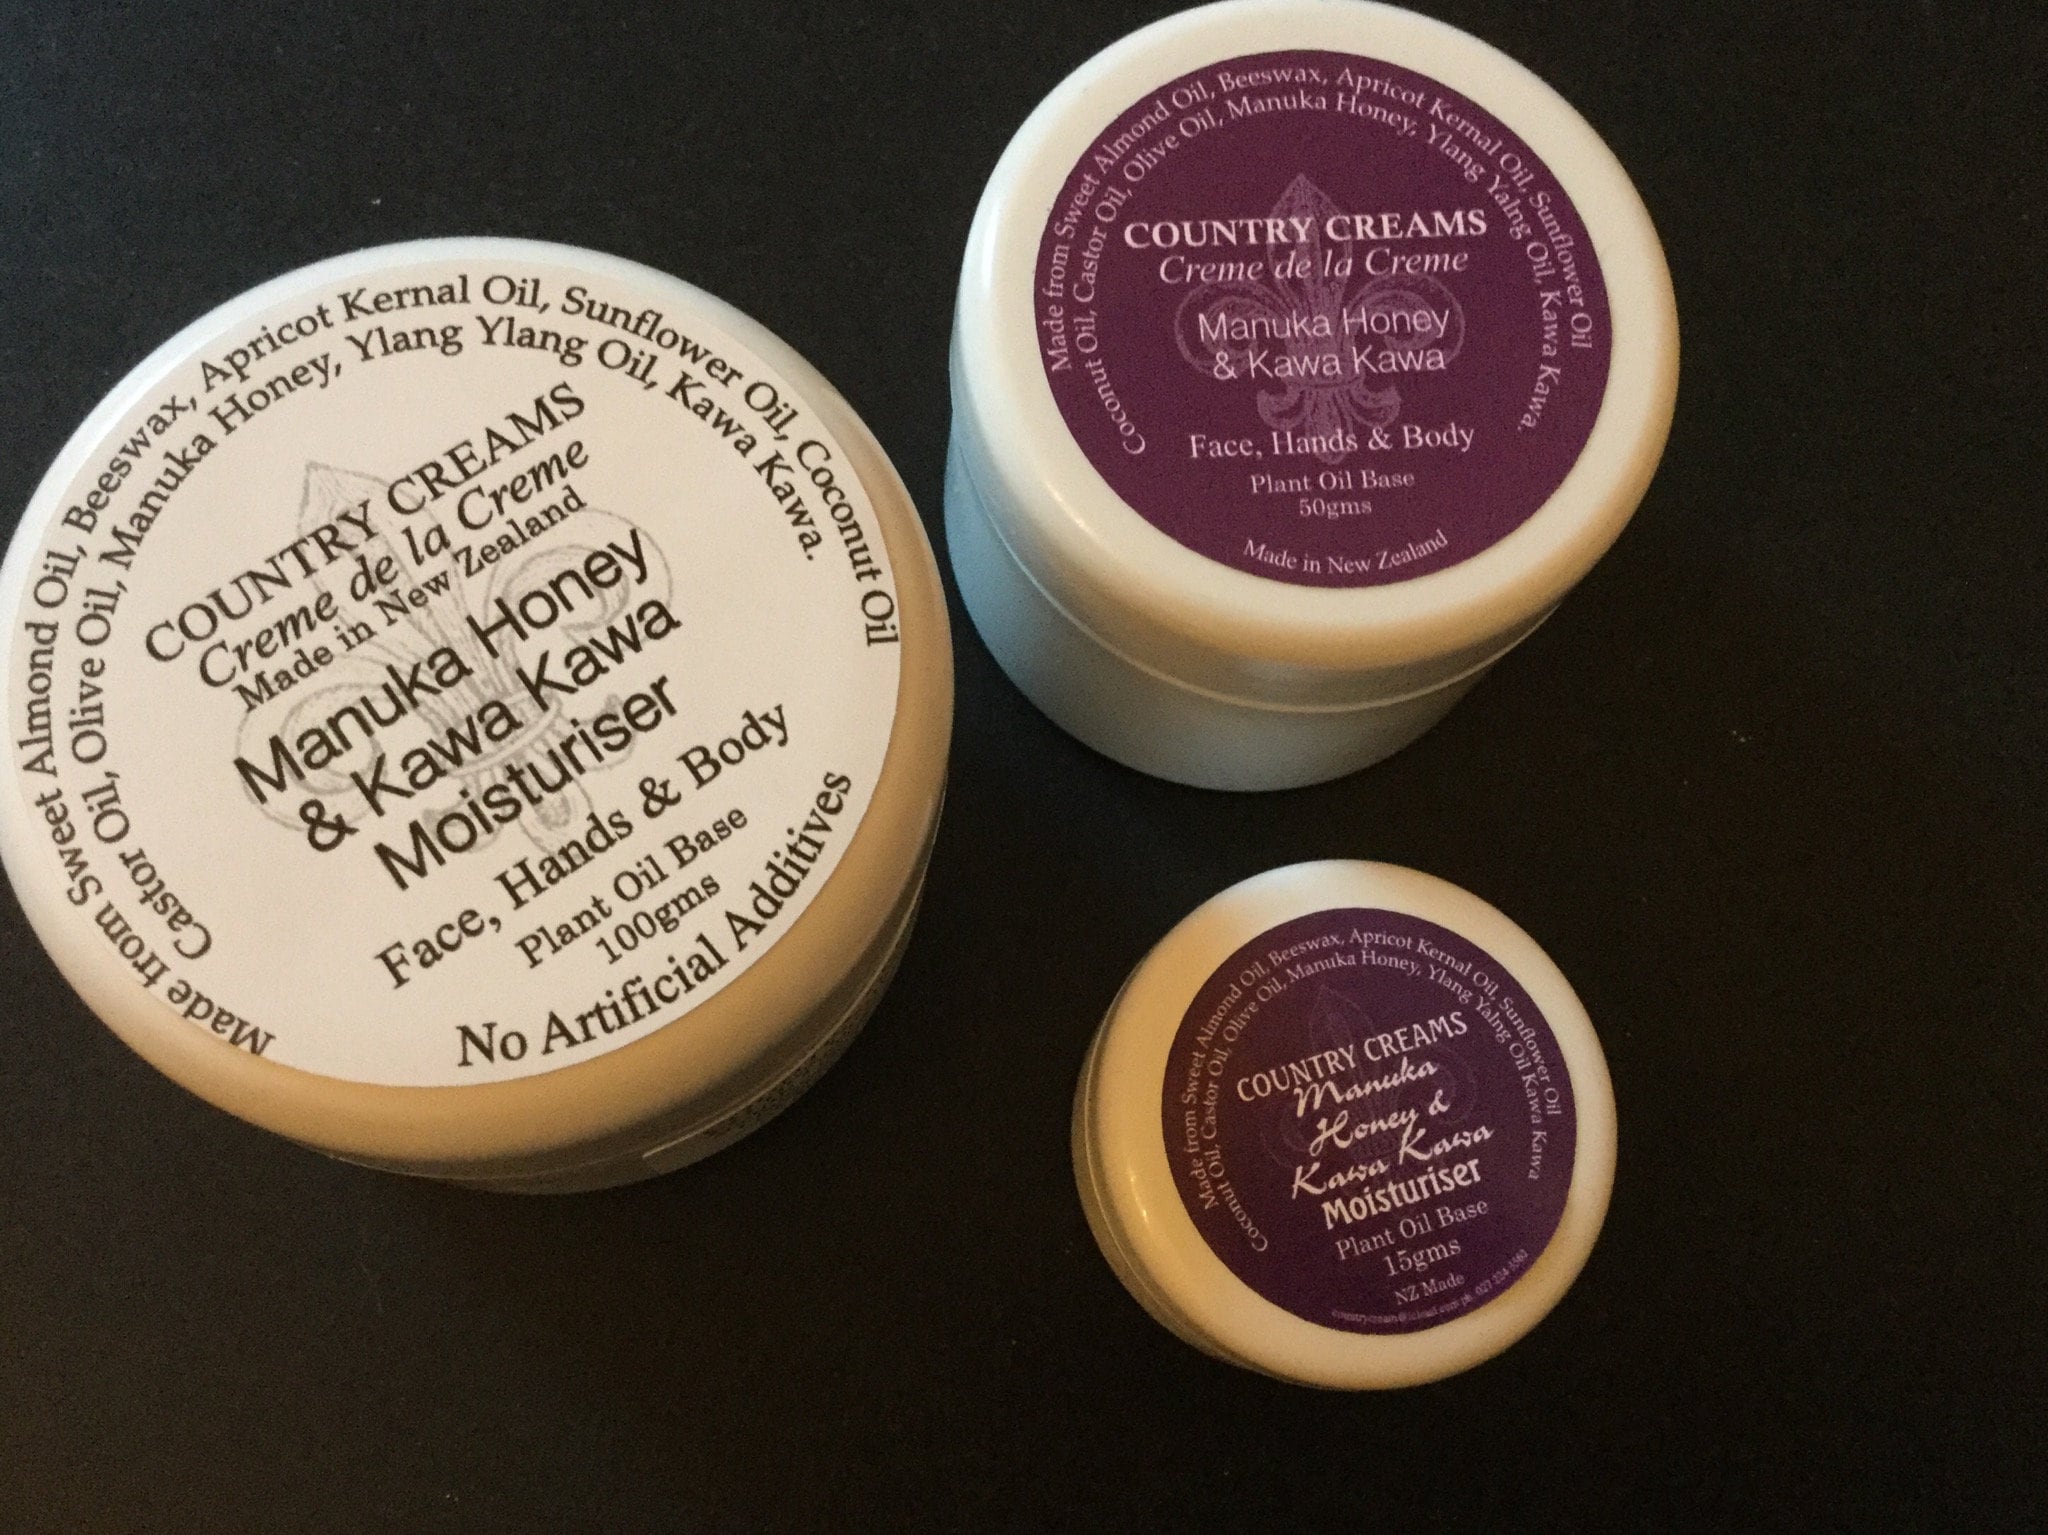 Made from Sweet Almond Oil, Beeswax, Apricot Kernal Oil, Sunflower Oil, Coconut Oil
Castor Oil, Olive Oil, Manuka Honey, Ylang Ylang Oil, Kawa Kawa.
COUNTRY CREAMS
Creme de la Creme
Made in New Zealand
Manuka Honey
& Kawa Kawa
Moisturiser
Face, Hands & Body
Plant Oil Base
100gms
No Artificial Additives
Made from Sweet Almond Oil, Beeswax, Apricot Kernal Oil, Sunflower Oil
Coconut Oil, Castor Oil, Olive Oil, Manuka Honey, Ylang Yalng Oil, Kawa Kawa.
COUNTRY CREAMS
Creme de la Creme
Manuka Honey
& Kawa Kawa
Face, Hands & Body
Plant Oil Base
50gms
Made in New Zealand
Made from Sweet Almond Oil, Beeswax, Apricot Kernal Oil, Sunflower Oil
Coconut Oil, Castor Oil, Olive Oil, Manuka Honey, Ylang Yalng Oil Kawa Kawa
COUNTRY CREAMS
Manuka
Honey &
Kawa Kawa
Moisturiser
Plant Oil Base
15gms
NZ Made
countrycream@icloud.com ph.